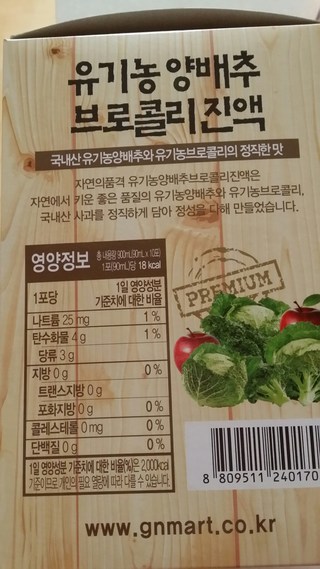 유기농양배추
브로콜리진액
국내산 유기농양배추와 유기농브로콜리의 정직한 맛
자연의품격 유기농양배추브로콜리진액은
자연에서 키운 좋은 품질의 유기농양배추와 유기농브로콜리,
국내산 사과를 정직하게 담아 정성을 다해 만들었습니다.
영양정보 총 내용량 900mL(90mL x 10포)
1포(90mL)당 18 kcal
1포당 1일 영양성분
기준치에 대한 비율
나트륨 25 mg 1 %
탄수화물 4 g 1 %
당류 3 g
지방 0 g 0 %
트랜스지방 0 g
포화지방 0 g 0 %
콜레스테롤 0 mg 0 %
단백질 0 g 0 %
1일 영양성분 기준치에 대한 비율(%)은 2,000kcal
기준이므로 개인의 필요 열량에 따라 다를 수 있습니다.
PREMIUM
8 809511 240170
www.gnmart.co.kr